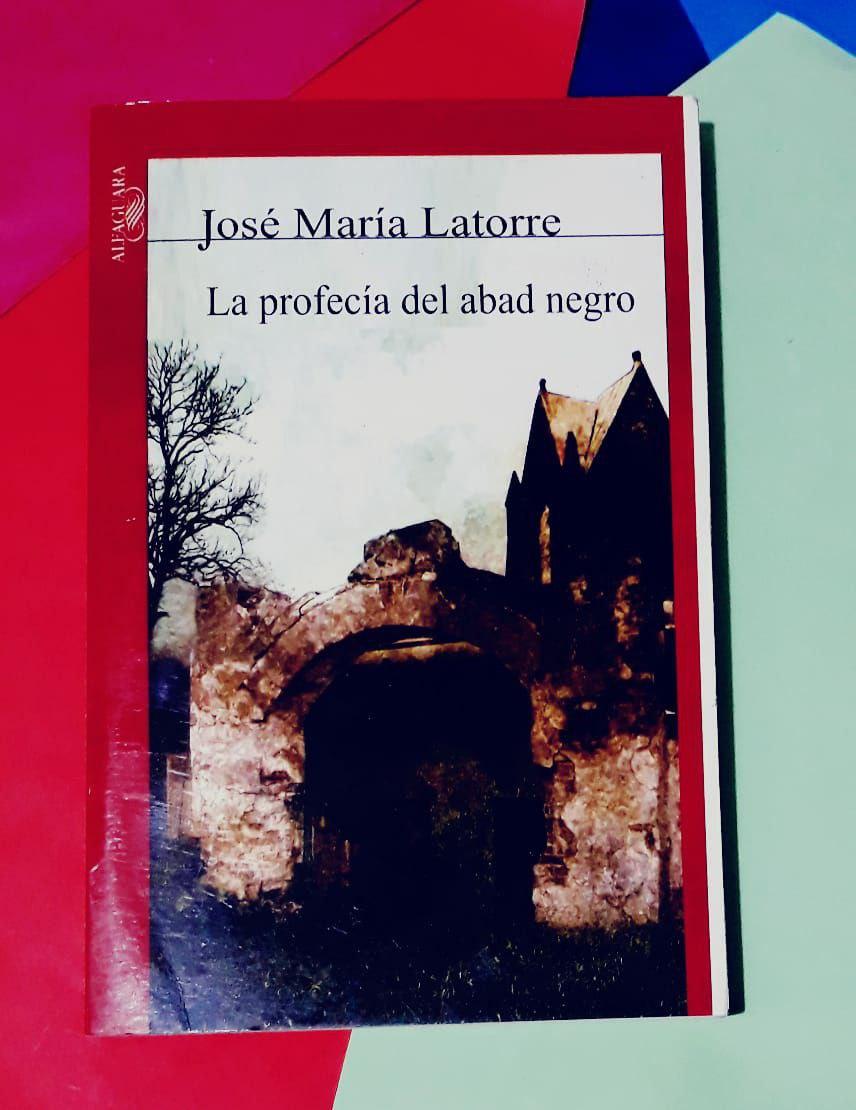 ALFAGUARA
José María Latorre
La profecía del abad negro